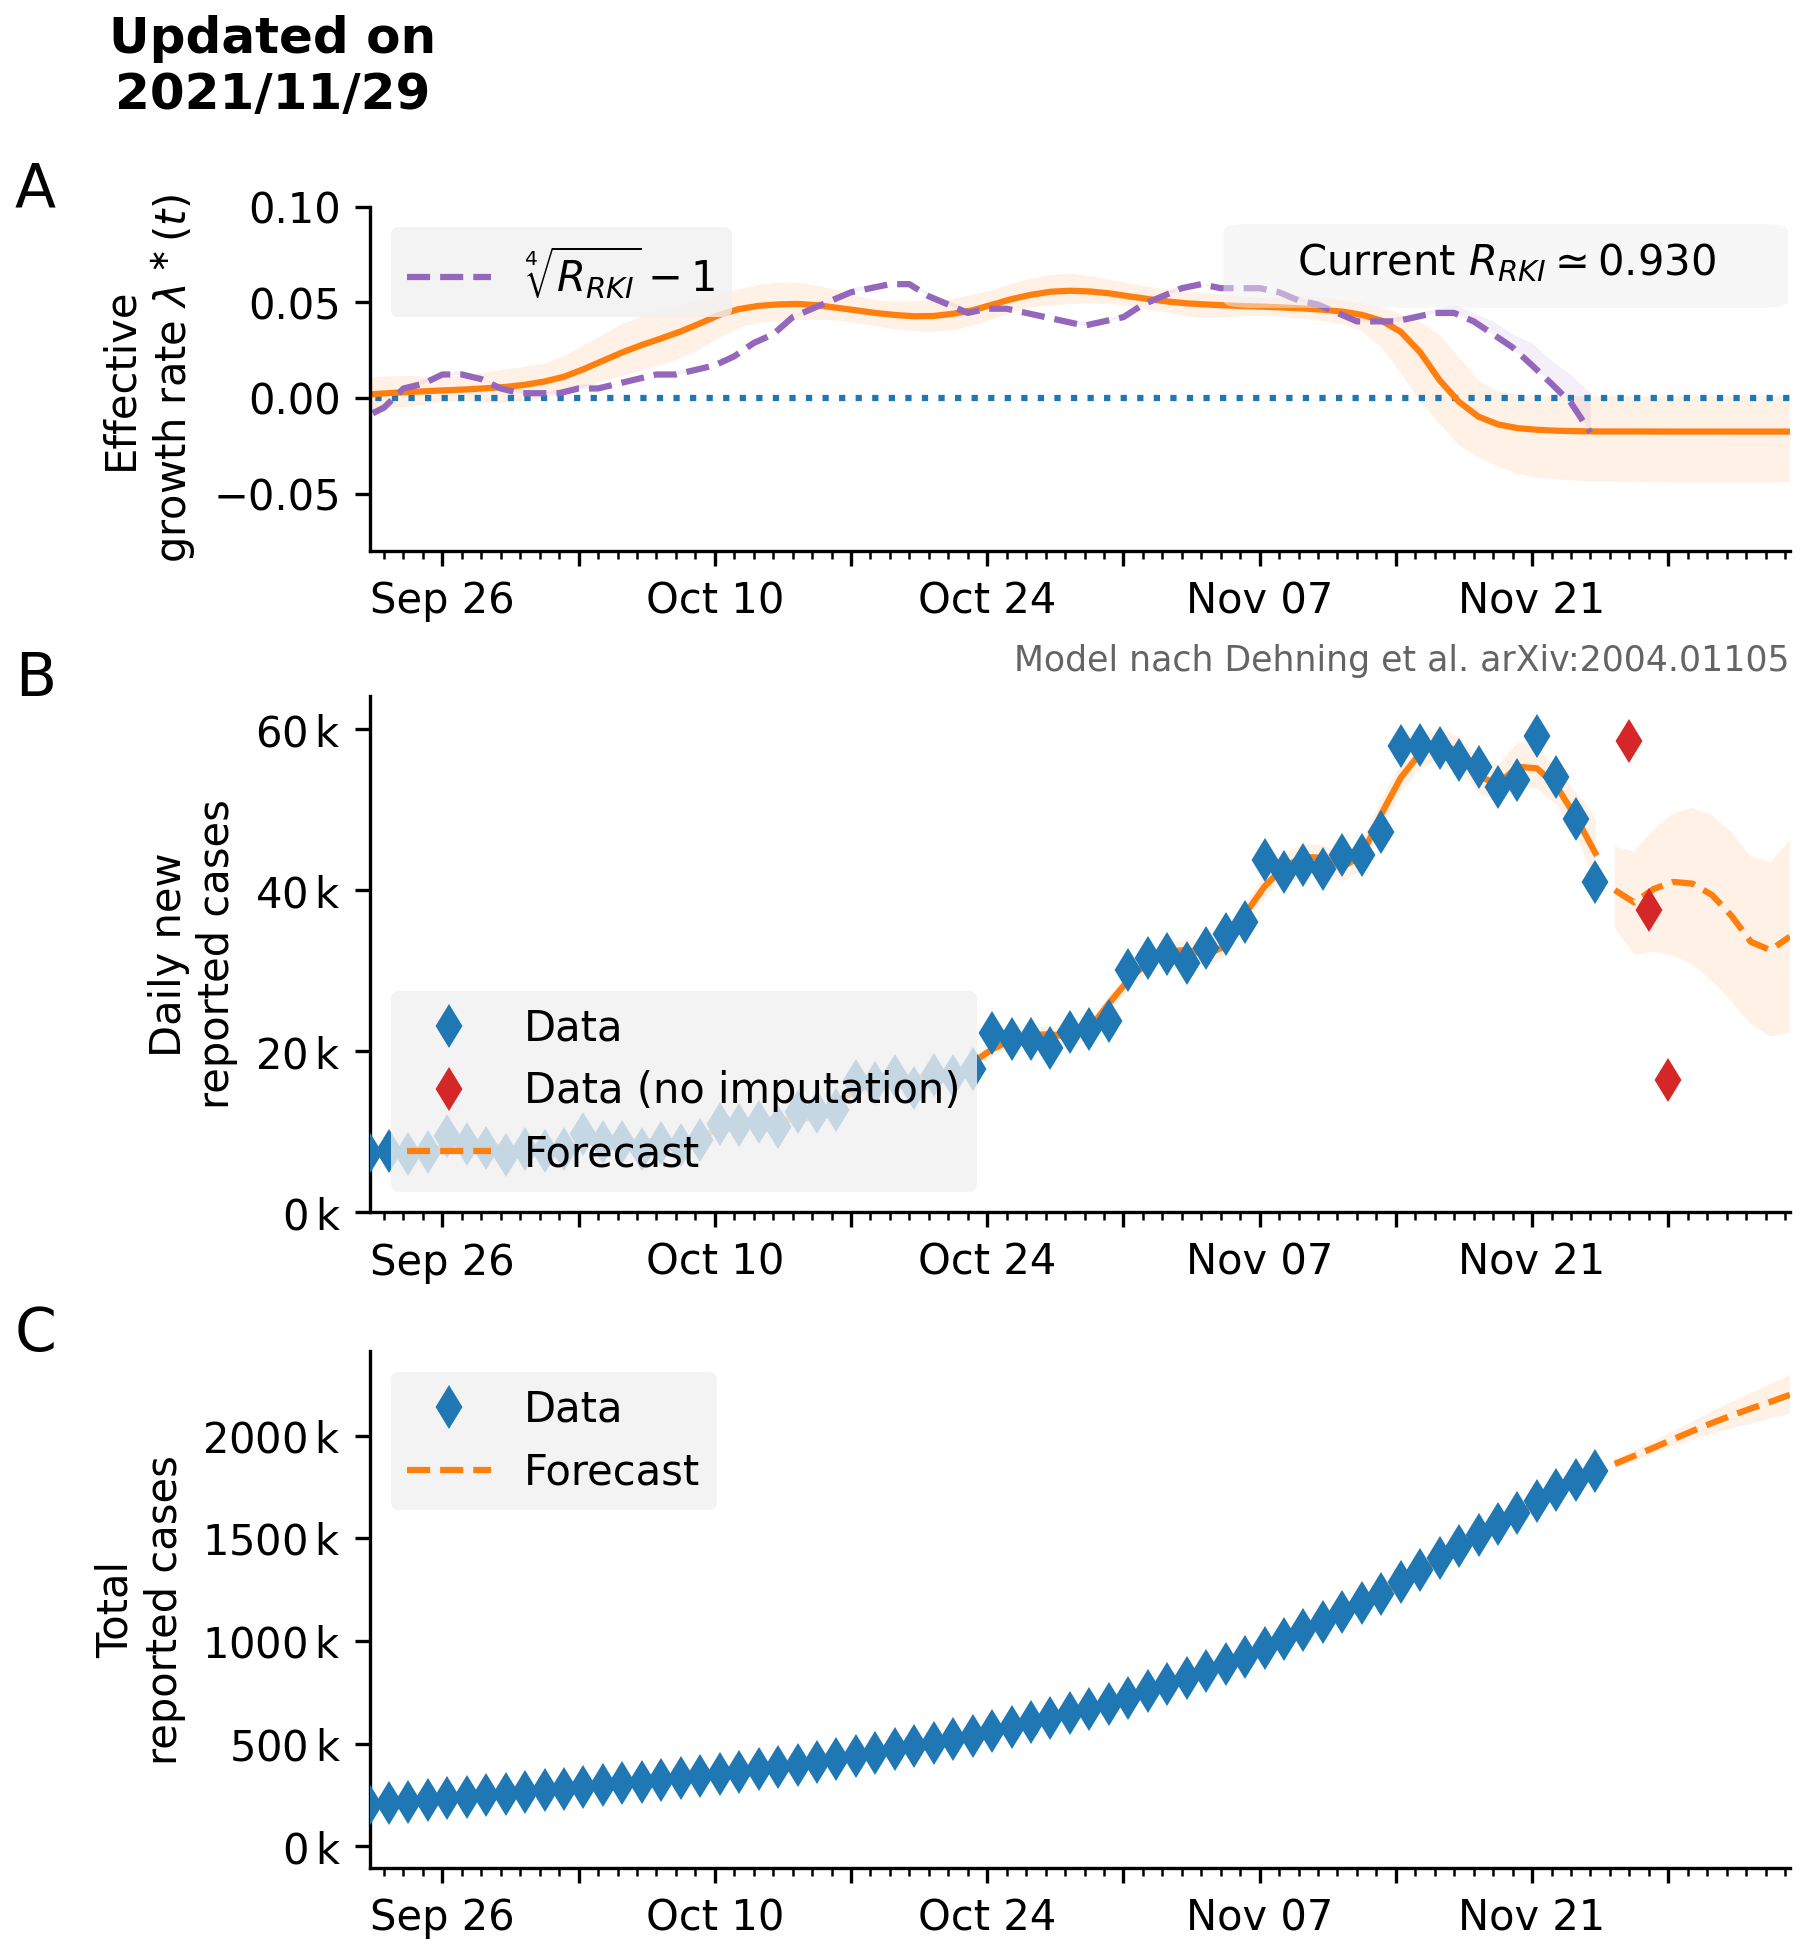 Updated on
2021/11/29
A
Effective
growth rate λ * (t)
0.10
0.05
0.00
−0.05
∜R_RKI − 1
Current R_RKI ≃ 0.930
Sep 26 Oct 10 Oct 24 Nov 07 Nov 21
Model nach Dehning et al. arXiv:2004.01105
B
Daily new
reported cases
60 k
40 k
20 k
0 k
Data
Data (no imputation)
Forecast
Sep 26 Oct 10 Oct 24 Nov 07 Nov 21
C
Total
reported cases
2000 k
1500 k
1000 k
500 k
0 k
Data
Forecast
Sep 26 Oct 10 Oct 24 Nov 07 Nov 21